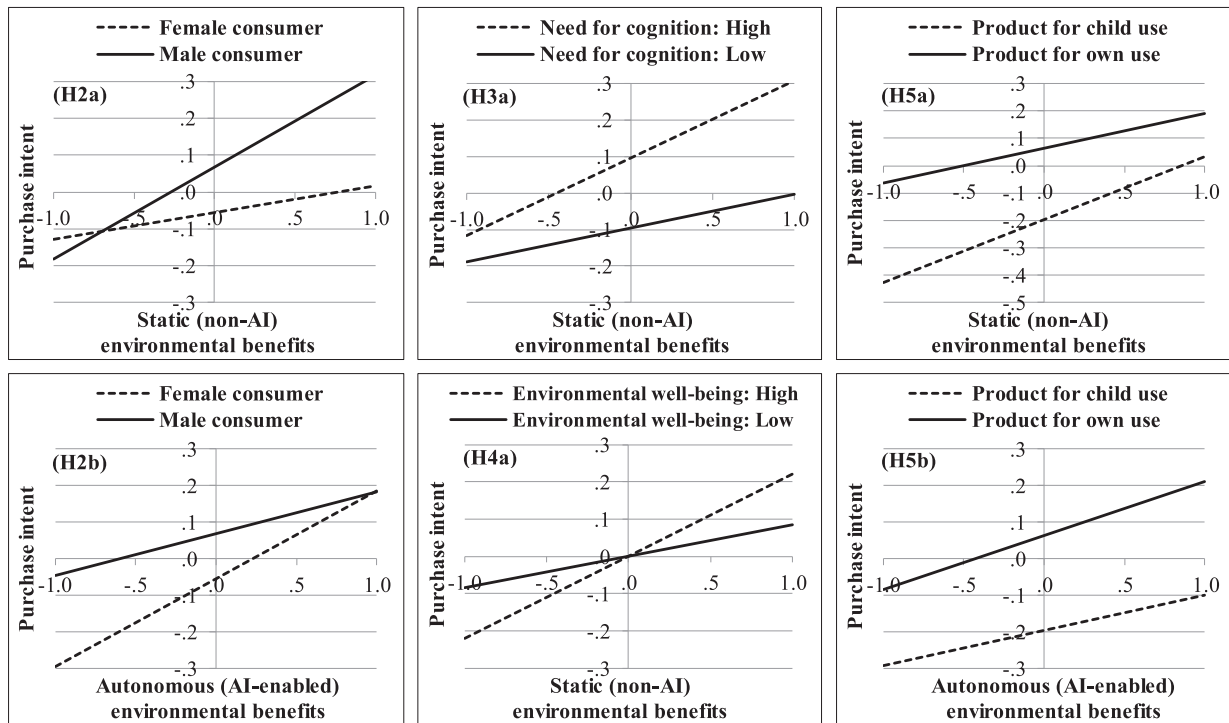 Female consumer
Male consumer
(H2a)
Purchase intent
.3
.2
.1
.0
-.1
-.2
-.3
-1.0 -.5 .0 .5 1.0
Static (non-AI)
environmental benefits
Need for cognition: High
Need for cognition: Low
(H3a)
Purchase intent
.3
.2
.1
.0
-.1
-.2
-.3
-1.0 -.5 .0 .5 1.0
Static (non-AI)
environmental benefits
Product for child use
Product for own use
(H5a)
Purchase intent
.3
.2
.1
.0
-.1
-.2
-.3
-.4
-.5
-1.0 -.5 .0 .5 1.0
Static (non-AI)
environmental benefits
Female consumer
Male consumer
(H2b)
Purchase intent
.3
.2
.1
.0
-.1
-.2
-.3
-1.0 -.5 .0 .5 1.0
Autonomous (AI-enabled)
environmental benefits
Environmental well-being: High
Environmental well-being: Low
(H4a)
Purchase intent
.3
.2
.1
.0
-.1
-.2
-.3
-1.0 -.5 .0 .5 1.0
Static (non-AI)
environmental benefits
Product for child use
Product for own use
(H5b)
Purchase intent
.3
.2
.1
.0
-.1
-.2
-.3
-1.0 -.5 .0 .5 1.0
Autonomous (AI-enabled)
environmental benefits